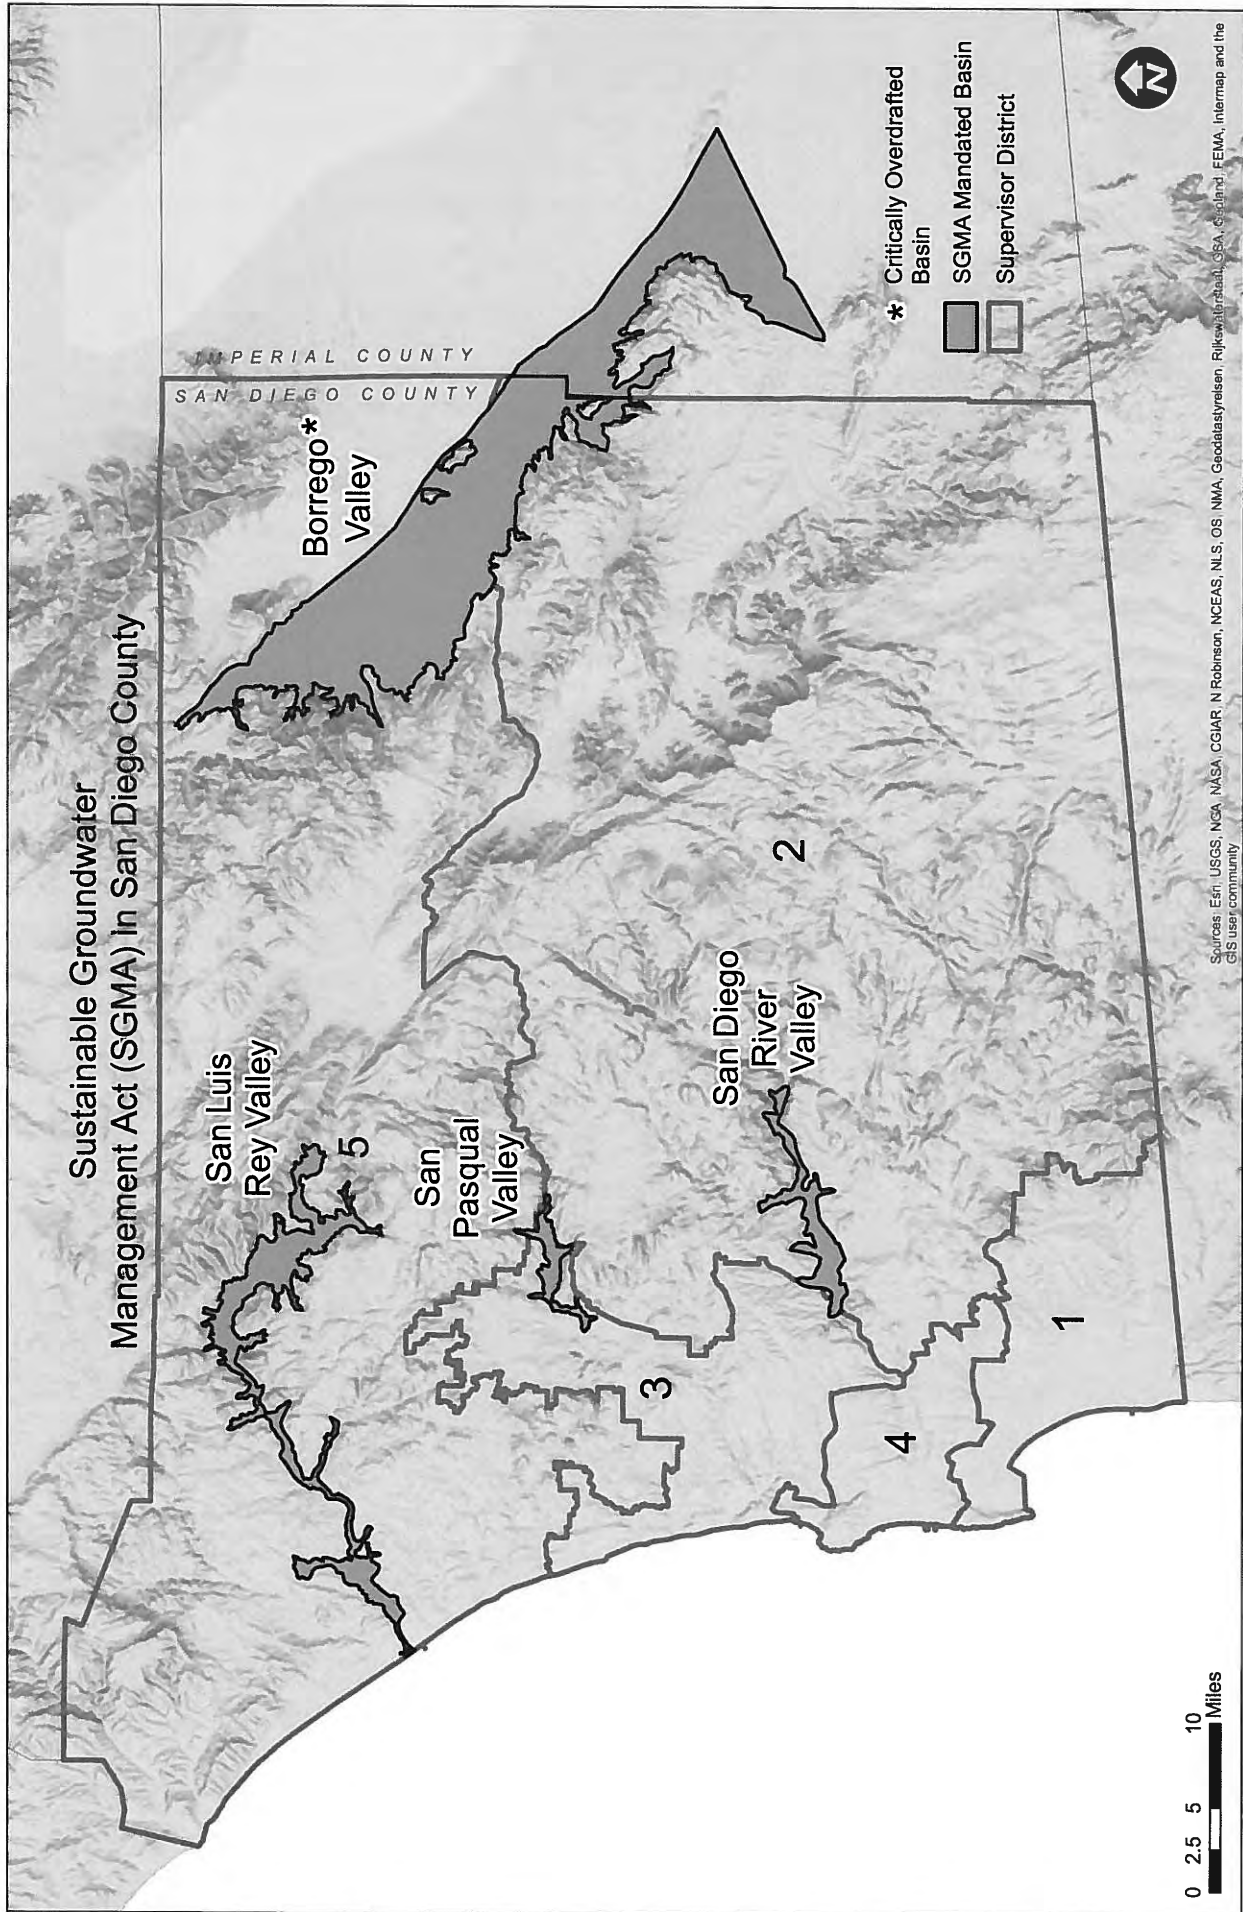 Sustainable Groundwater
Management Act (SGMA) in San Diego County
San Luis
Rey Valley
5
Borrego*
Valley
IMPERIAL COUNTY
SAN DIEGO COUNTY
San
Pasqual
Valley
3
San Diego
River
Valley
2
4
1
* Critically Overdrafted
Basin
SGMA Mandated Basin
Supervisor District
N
0 2.5 5 10
Miles
Sources: Esri, USGS, NGA, NASA, CGIAR, N Robinson, NCEAS, NLS, OS, NMA, Geodatastyrelsen, Rijkswaterstaat, GSA, Geoland, FEMA, Intermap and the
GIS user community